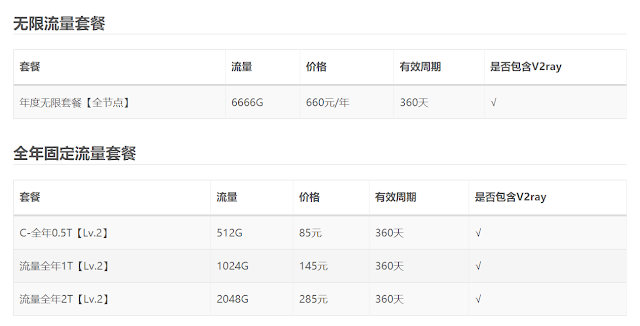 无限流量套餐
套餐 流量 价格 有效周期 是否包含V2ray
年度无限套餐【全节点】 6666G 660元/年 360天 √
全年固定流量套餐
套餐 流量 价格 有效周期 是否包含V2ray
C-全年0.5T【Lv.2】 512G 85元 360天 √
流量全年1T【Lv.2】 1024G 145元 360天 √
流量全年2T【Lv.2】 2048G 285元 360天 √